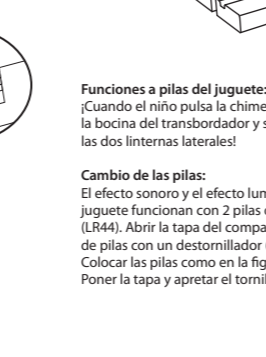 Funciones a pilas del juguete:
¡Cuando el niño pulsa la chime
la bocina del transbordador y s
las dos linternas laterales!
Cambio de las pilas:
El efecto sonoro y el efecto lum
juguete funcionan con 2 pilas
(LR44). Abrir la tapa del compa
de pilas con un destornillador
Colocar las pilas como en la fig
Poner la tapa y apretar el tornil